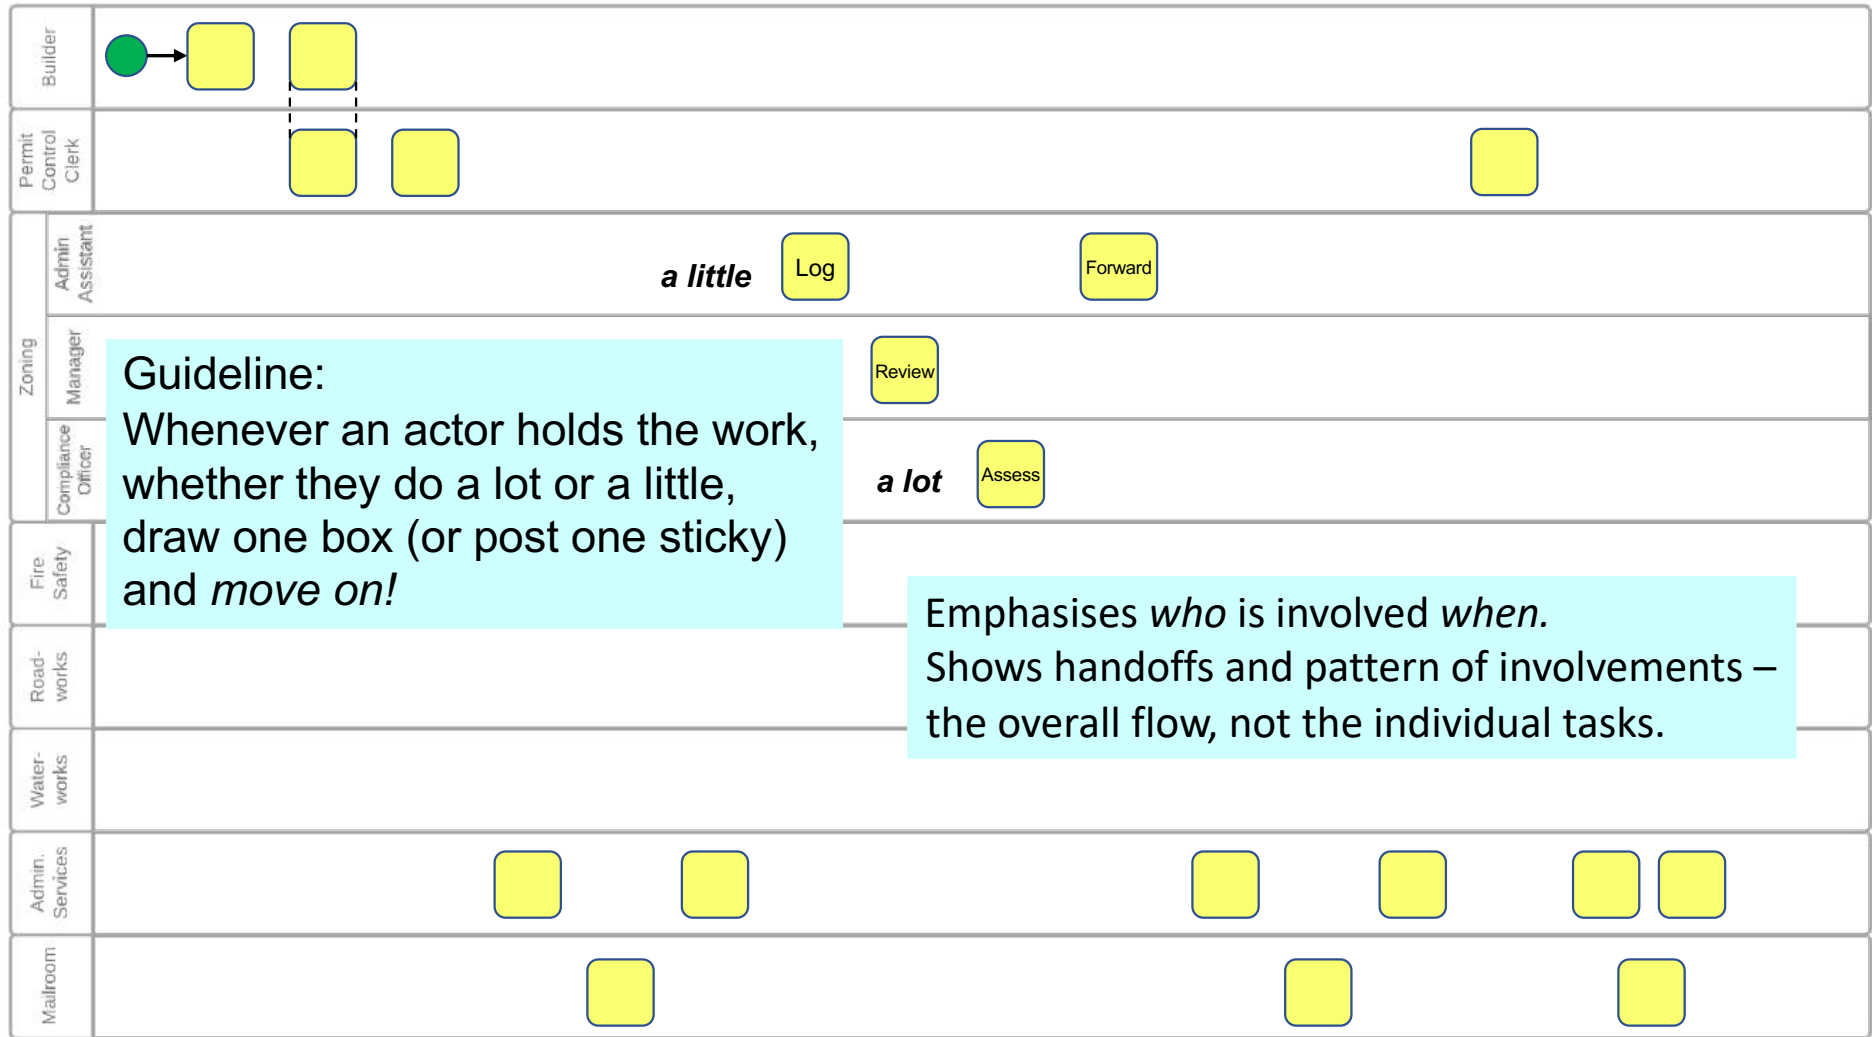 Builder
Permit
Control
Clerk
Zoning
Admin
Assistant
a little
Log
Forward
Manager
Review
Compliance
Officer
a lot
Assess
Guideline:
Whenever an actor holds the work,
whether they do a lot or a little,
draw one box (or post one sticky)
and move on!
Fire
Safety
Emphasises who is involved when.
Shows handoffs and pattern of involvements –
the overall flow, not the individual tasks.
Road-
works
Water-
works
Admin.
Services
Mailroom